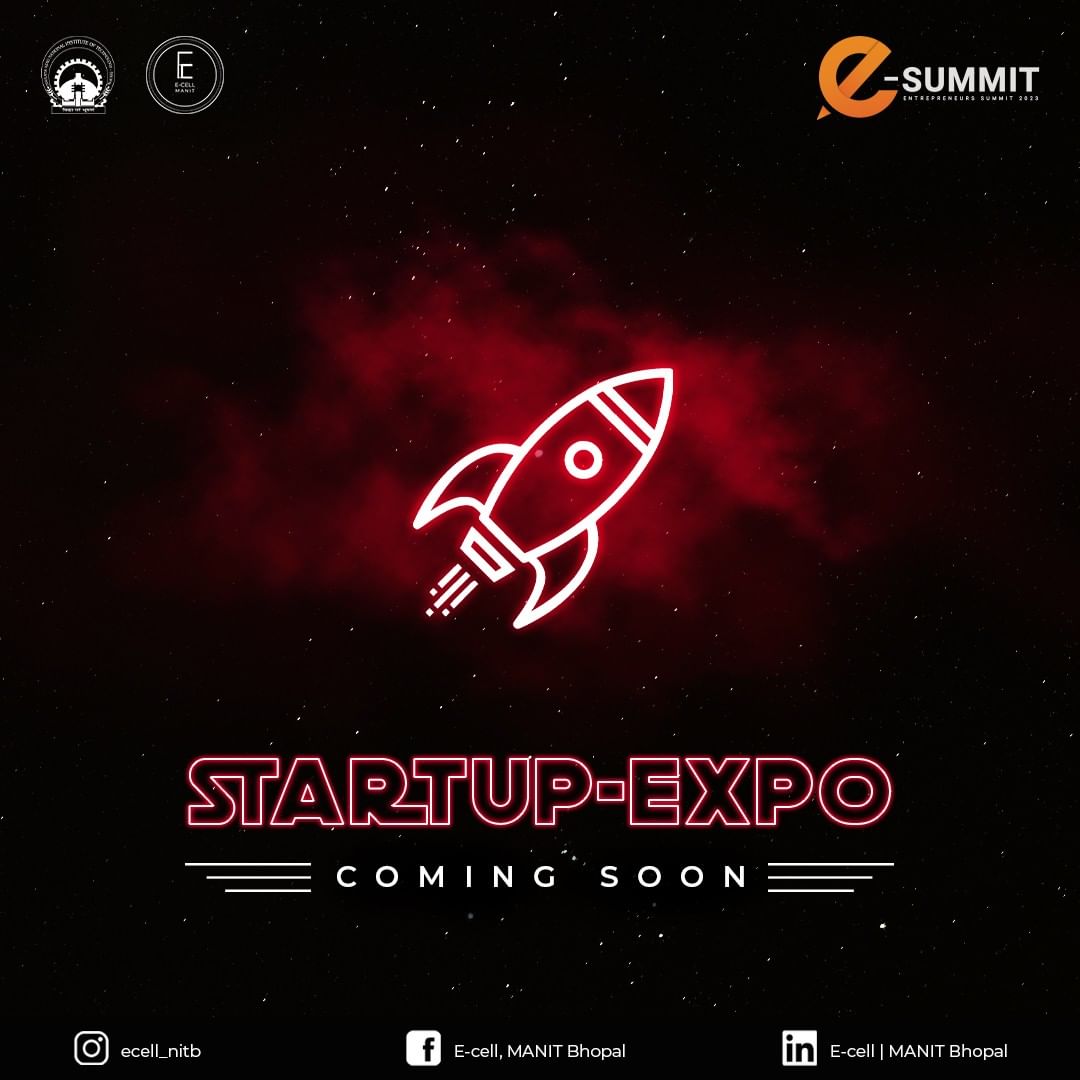 E-CELL
MANIT
e-SUMMIT
ENTREPRENEURS SUMMIT 2023
STARTUP-EXPO
COMING SOON
ecell_nitb
E-cell, MANIT Bhopal
E-cell | MANIT Bhopal